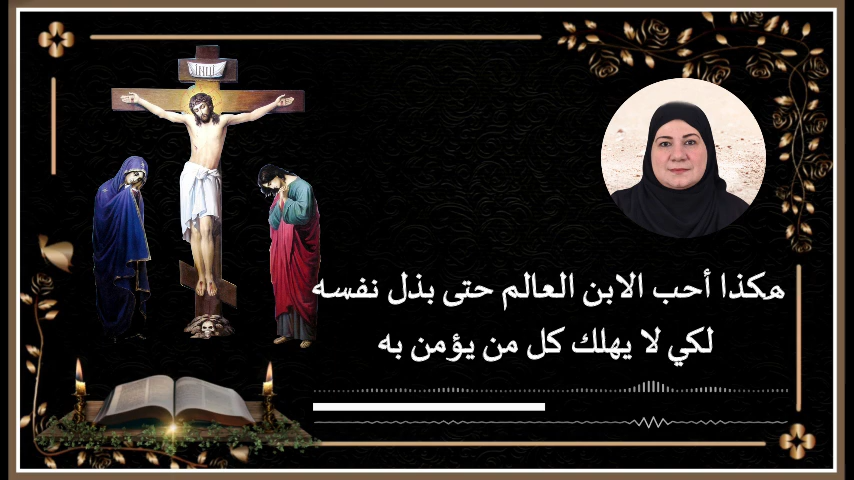 هكذا أحب الابن العالم حتى بذل نفسه
لكي لا يهلك كل من يؤمن به